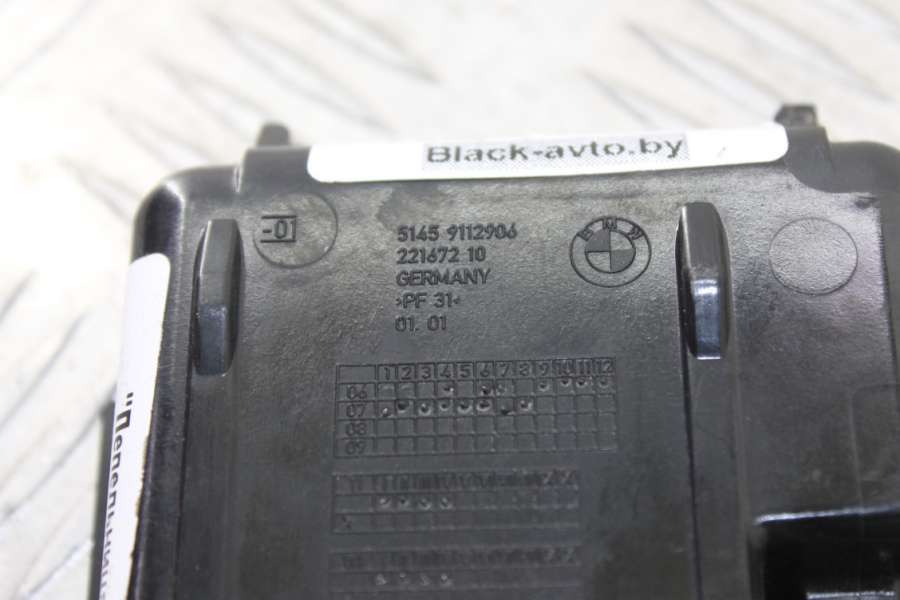 Black-avto.by
-01
5145 9112906
221672 10
GERMANY
>PF 31<
01. 01
BMW
1 2 3 4 5 6 7 8 9 10 11 12
06
07
08
09